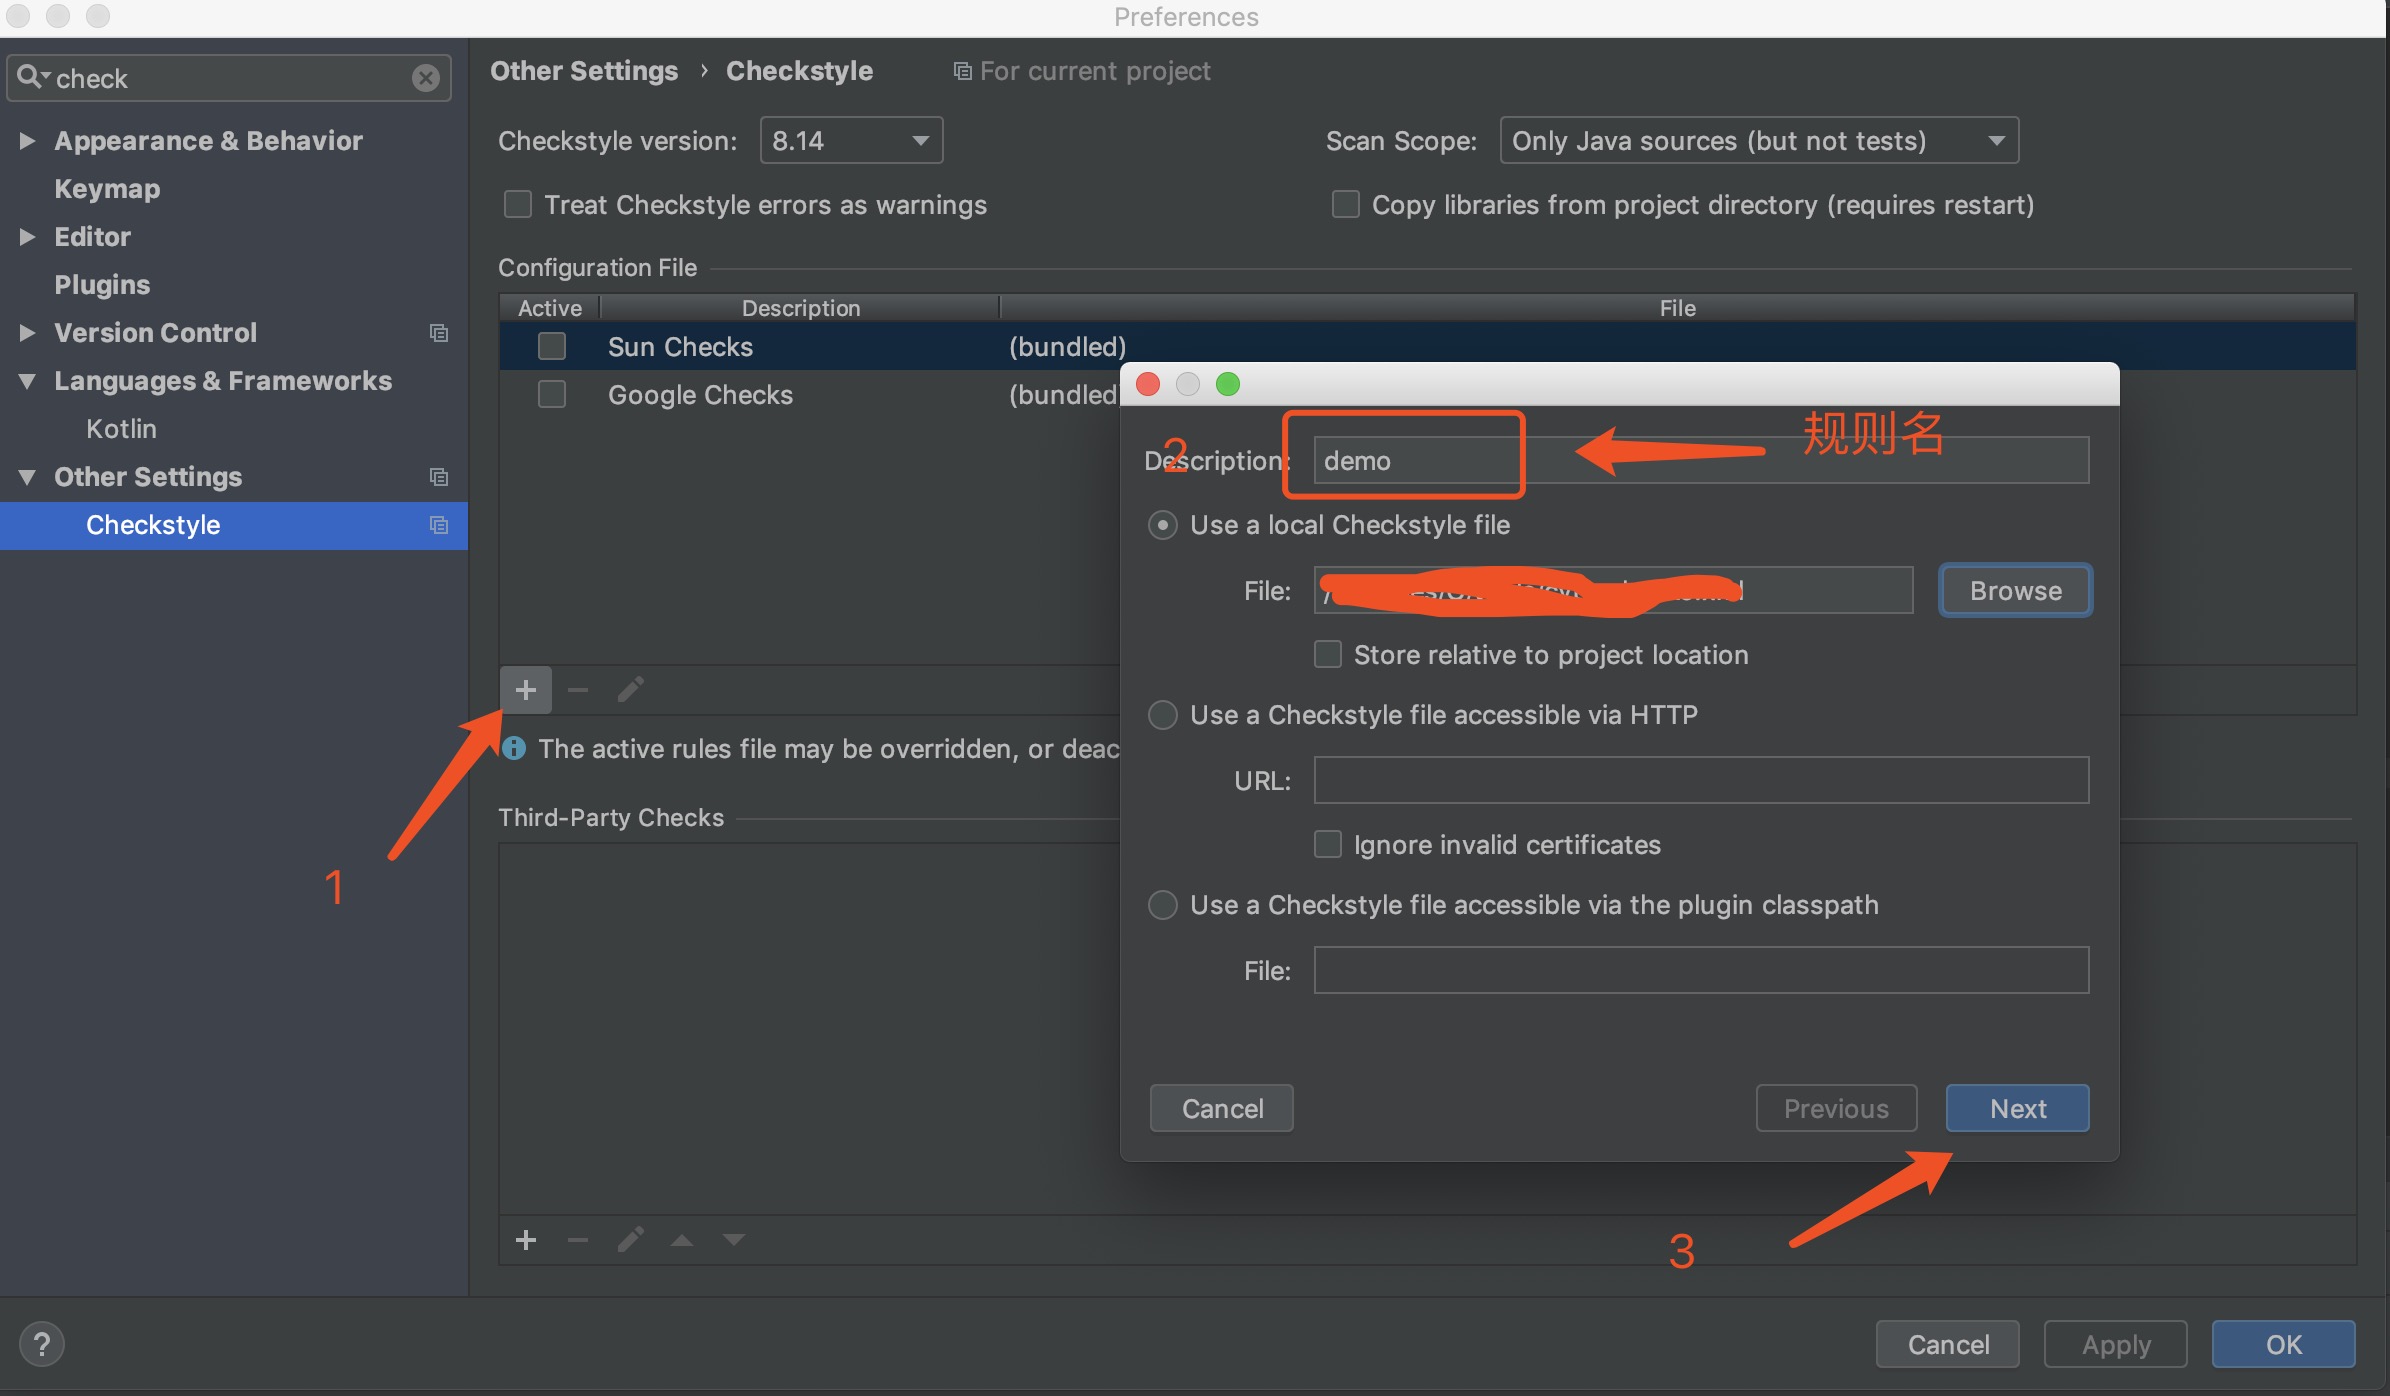 Preferences
check
Other Settings › Checkstyle For current project
Appearance & Behavior
Keymap
Editor
Plugins
Version Control
Languages & Frameworks
Kotlin
Other Settings
Checkstyle
Checkstyle version: 8.14
Scan Scope: Only Java sources (but not tests)
Treat Checkstyle errors as warnings
Copy libraries from project directory (requires restart)
Configuration File
Active Description File
Sun Checks (bundled)
Google Checks (bundled
The active rules file may be overridden, or deac
Third-Party Checks
1
2
Description: demo
规则名
Use a local Checkstyle file
File:
Browse
Store relative to project location
Use a Checkstyle file accessible via HTTP
URL:
Ignore invalid certificates
Use a Checkstyle file accessible via the plugin classpath
File:
Cancel Previous Next
3
? Cancel Apply OK